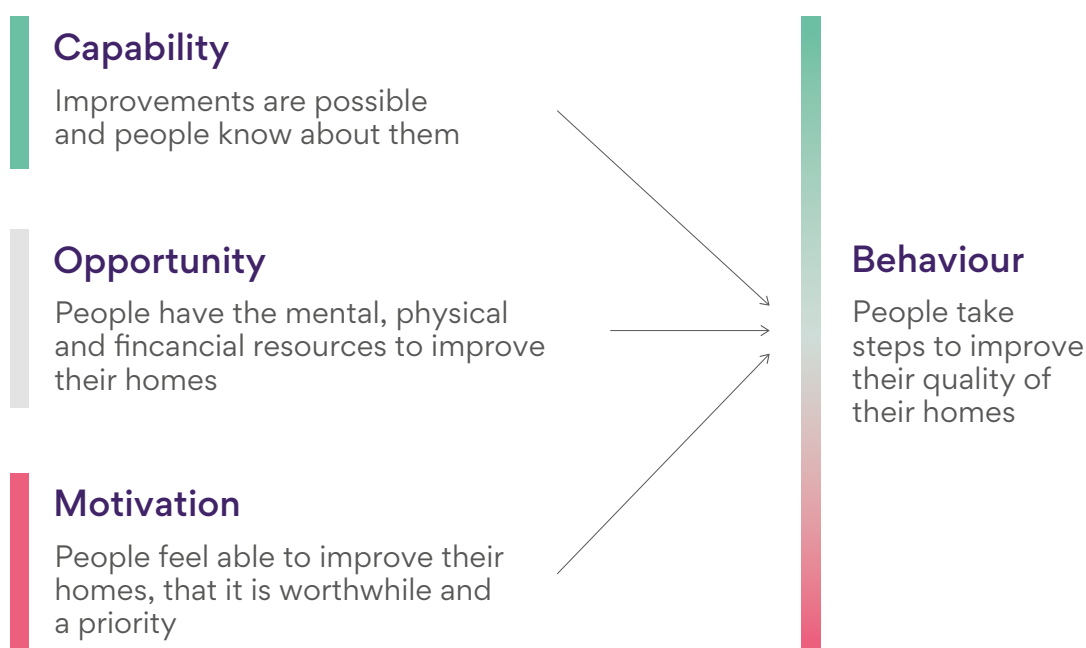 Capability
Improvements are possible
and people know about them
Opportunity
People have the mental, physical
and fincancial resources to improve
their homes
Motivation
People feel able to improve their
homes, that it is worthwhile and
a priority
Behaviour
People take
steps to improve
their quality of
their homes